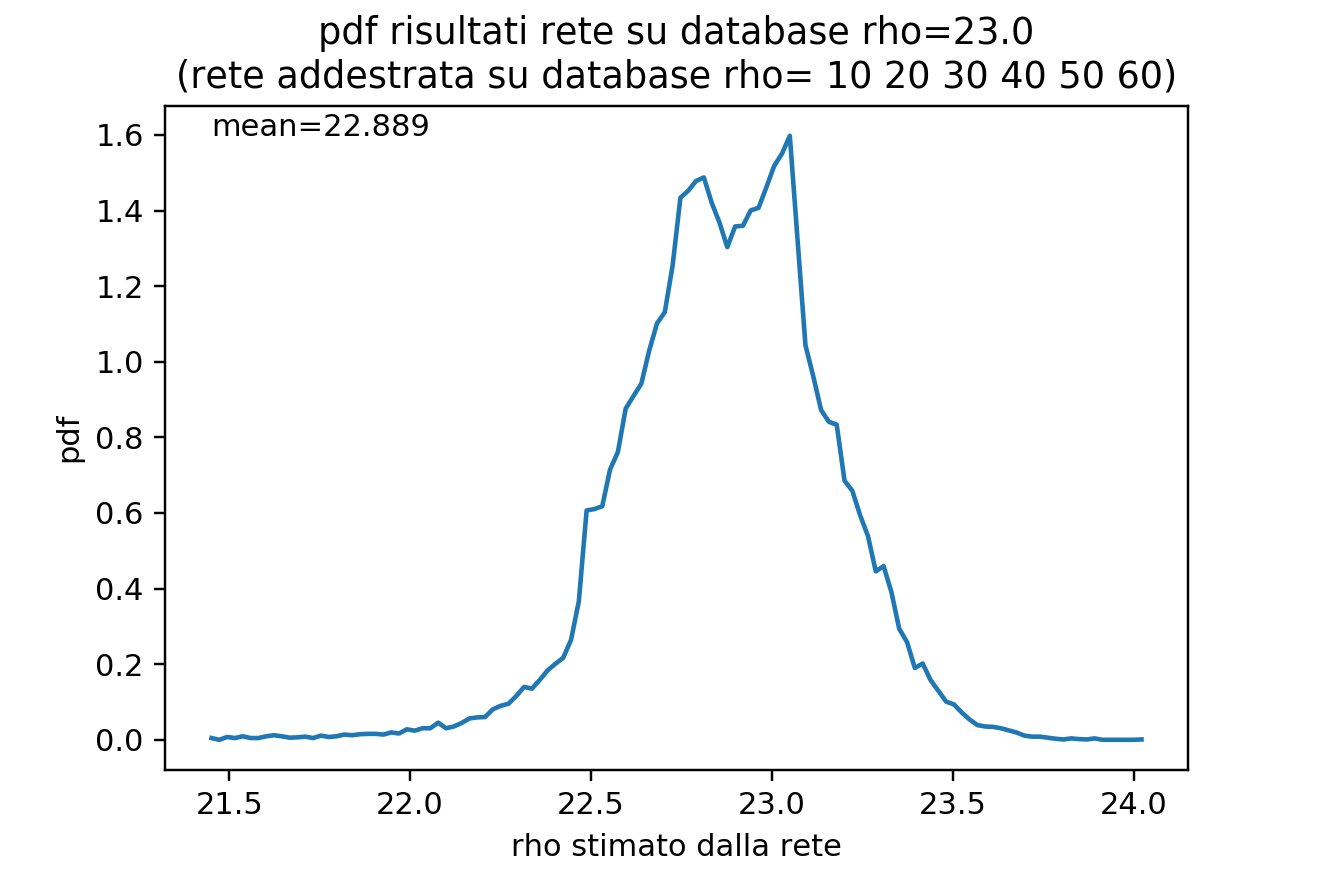 pdf risultati rete su database rho=23.0
(rete addestrata su database rho= 10 20 30 40 50 60)
mean=22.889
1.6
1.4
1.2
1.0
0.8
0.6
0.4
0.2
0.0
pdf
21.5 22.0 22.5 23.0 23.5 24.0
rho stimato dalla rete